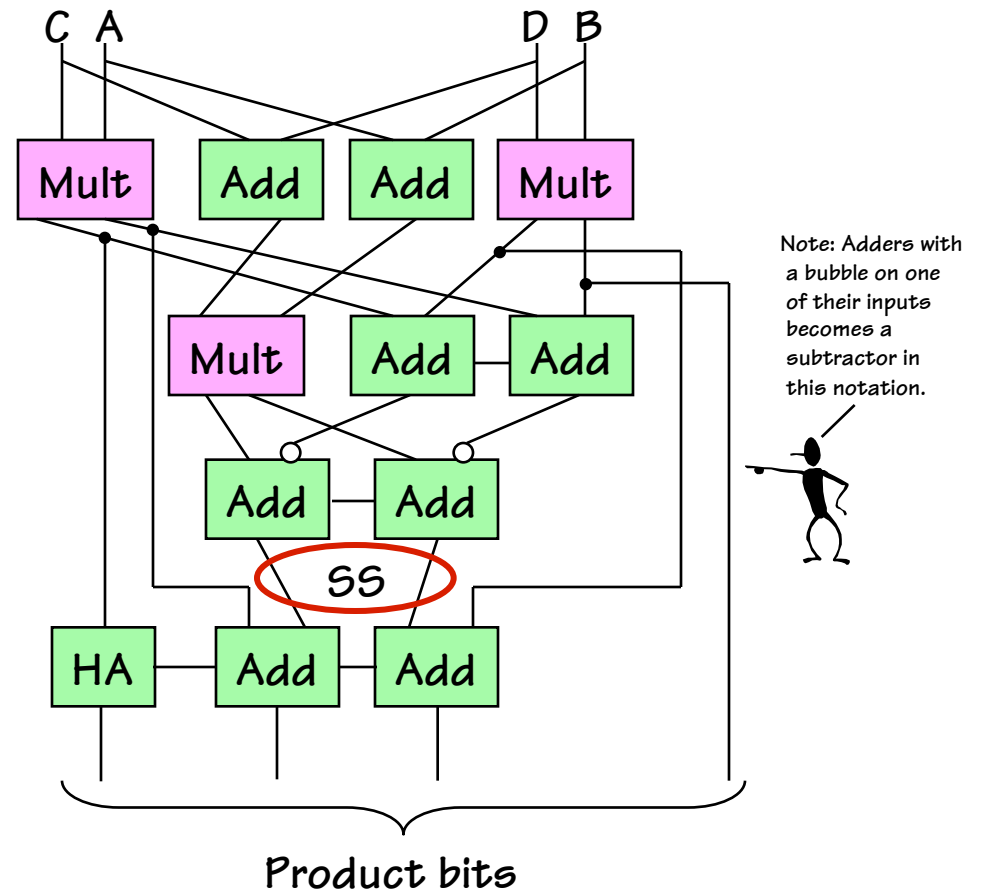 C A D B
Mult Add Add Mult
Note: Adders with
a bubble on one
of their inputs
becomes a
subtractor in
this notation.
Mult Add Add
Add Add
SS
HA Add Add
Product bits